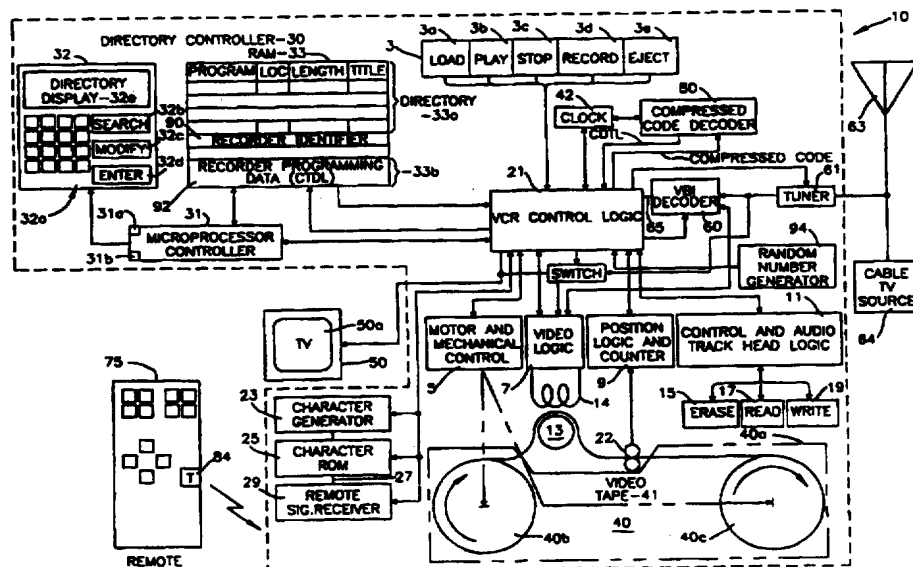 10
DIRECTORY CONTROLLER-30
RAM-33
3
3a 3b 3c 3d 3e
LOAD PLAY STOP RECORD EJECT
32
DIRECTORY DISPLAY-32e
32b
SEARCH
32c
MODIFY
32d
ENTER
32a
PROGRAM LOC LENGTH TITLE
DIRECTORY -33a
90
RECORDER IDENTIFIER
RECORDER PROGRAMMING DATA (CTDL)
-33b
92
42
CLOCK
80
COMPRESSED CODE DECODER
CDTL
COMPRESSED CODE
63
21
VCR CONTROL LOGIC
VBI DECODER
65
60
TUNER
61
31a
31
MICROPROCESSOR CONTROLLER
31b
SWITCH
94
RANDOM NUMBER GENERATOR
CABLE TV SOURCE
64
TV
50a
50
MOTOR AND MECHANICAL CONTROL
5
VIDEO LOGIC
7
POSITION LOGIC AND COUNTER
9
11
CONTROL AND AUDIO TRACK HEAD LOGIC
14
15
ERASE
17
READ
19
WRITE
75
23
CHARACTER GENERATOR
25
CHARACTER ROM
27
29
REMOTE SIG.RECEIVER
13
22
40a
VIDEO TAPE-41
40
40b
40c
T
84
REMOTE